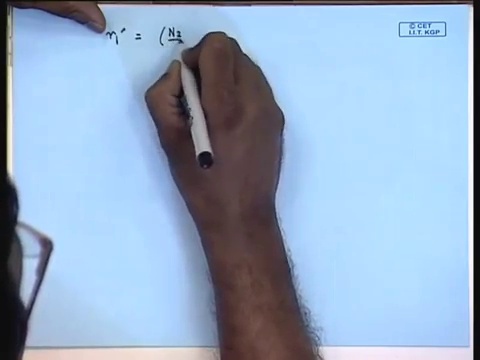 η' = (N₂
© CET
I.I.T. KGP